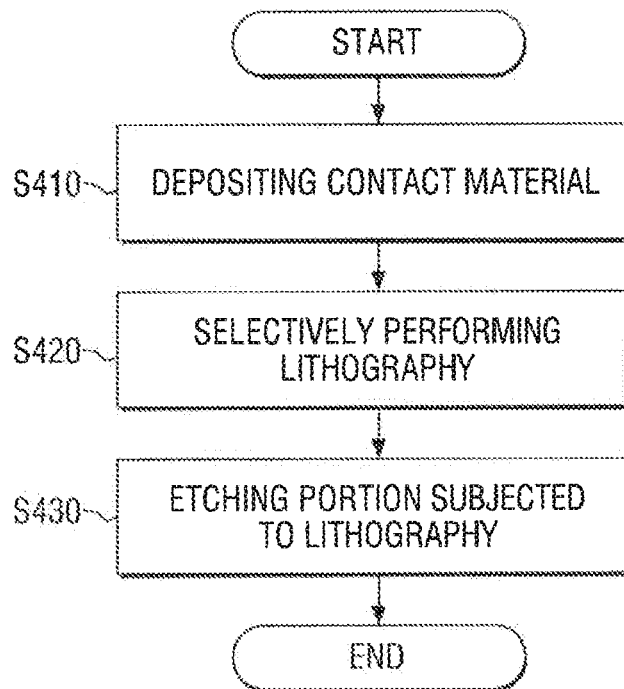 START
S410
DEPOSITING CONTACT MATERIAL
S420
SELECTIVELY PERFORMING
LITHOGRAPHY
S430
ETCHING PORTION SUBJECTED
TO LITHOGRAPHY
END